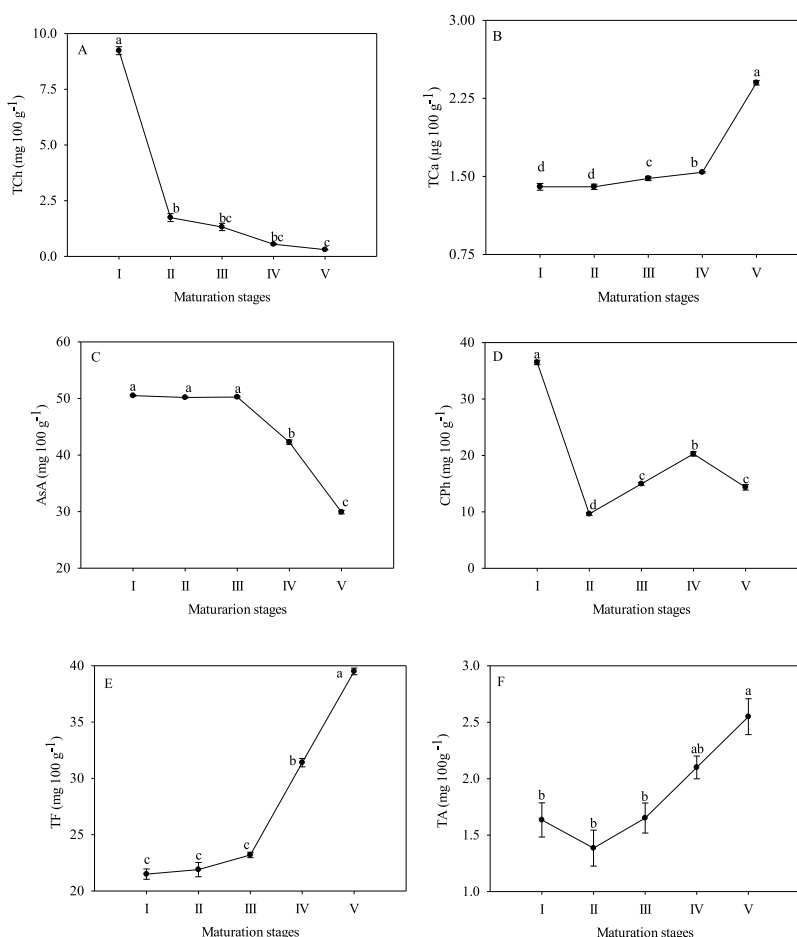 A
TCh (mg 100 g-1)
10.0
7.5
5.0
2.5
0.0
a
b
bc
bc
c
I II III IV V
Maturation stages
B
TCa (µg 100 g-1)
3.00
2.25
1.50
0.75
d
d
c
b
a
I II III IV V
Maturation stages
C
AsA (mg 100 g-1)
60
50
40
30
20
a
a
a
b
c
I II III IV V
Maturarion stages
D
CPh (mg 100 g-1)
40
30
20
10
0
a
d
c
b
c
I II III IV V
Maturation stages
E
TF (mg 100 g-1)
40
35
30
22
20
c
c
c
b
a
I II III IV V
Maturation stages
F
TA (mg 100g-1)
3.0
2.5
2.0
1.5
1.0
b
b
b
ab
a
I II III IV V
Maturation stages